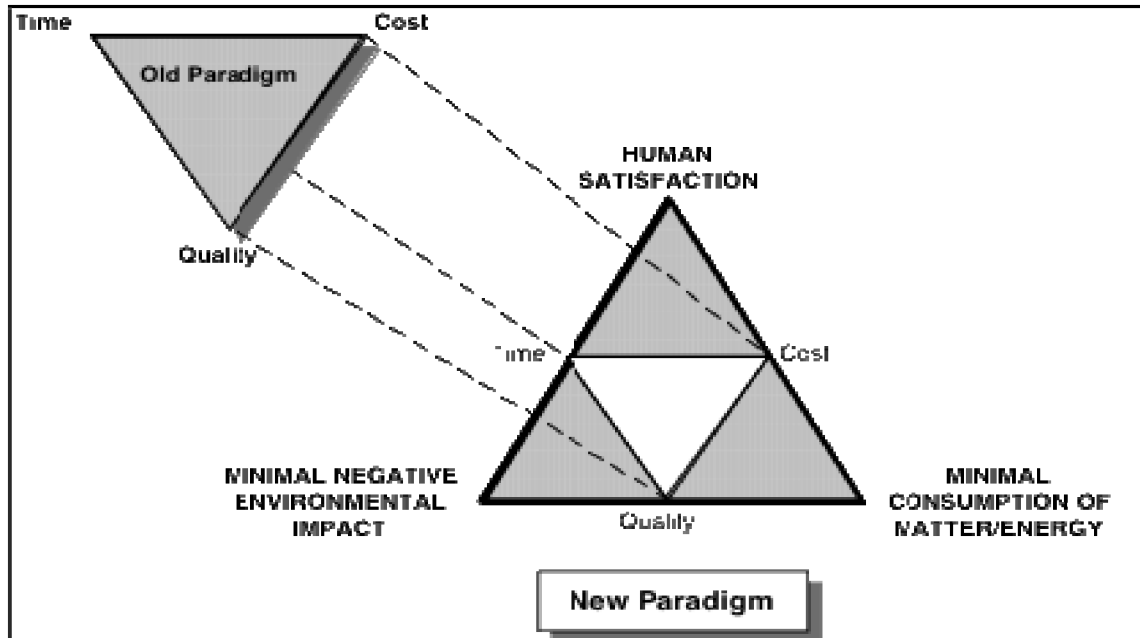 Time
Cost
Old Paradigm
Quality
HUMAN
SATISFACTION
Time
Cost
MINIMAL NEGATIVE
ENVIRONMENTAL
IMPACT
Quality
MINIMAL
CONSUMPTION OF
MATTER/ENERGY
New Paradigm